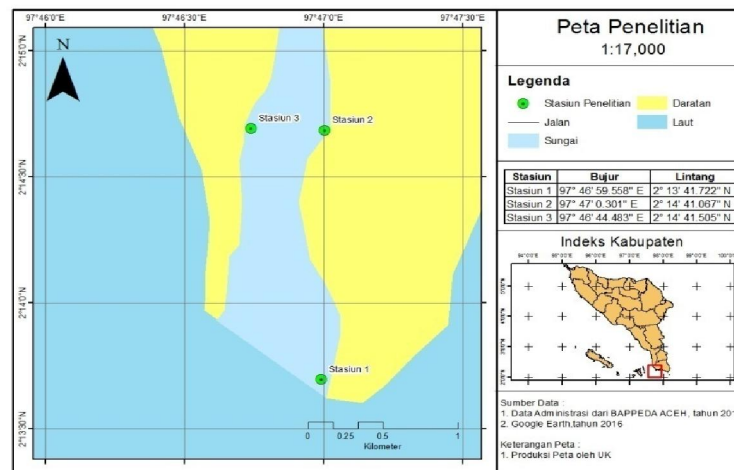 97°46'0"E 97°46'30"E 97°47'0"E 97°47'30"E
2°15'0"N
2°14'30"N
2°14'0"N
2°13'30"N
N
Stasiun 3
Stasiun 2
Stasiun 1
0 0.25 0.5 1
Kilometer
Peta Penelitian
1:17,000
Legenda
Stasiun Penelitian Daratan
Jalan Laut
Sungai
Stasiun Bujur Lintang
Stasiun 1 97° 46' 59.558" E 2° 13' 41.722" N
Stasiun 2 97° 47' 0.301" E 2° 14' 41.067" N
Stasiun 3 97° 46' 44.483" E 2° 14' 41.505" N
Indeks Kabupaten
Sumber Data :
1. Data Administrasi dari BAPPEDA ACEH, tahun 201
2. Google Earth,tahun 2016
Keterangan Peta :
1. Produksi Peta oleh UK